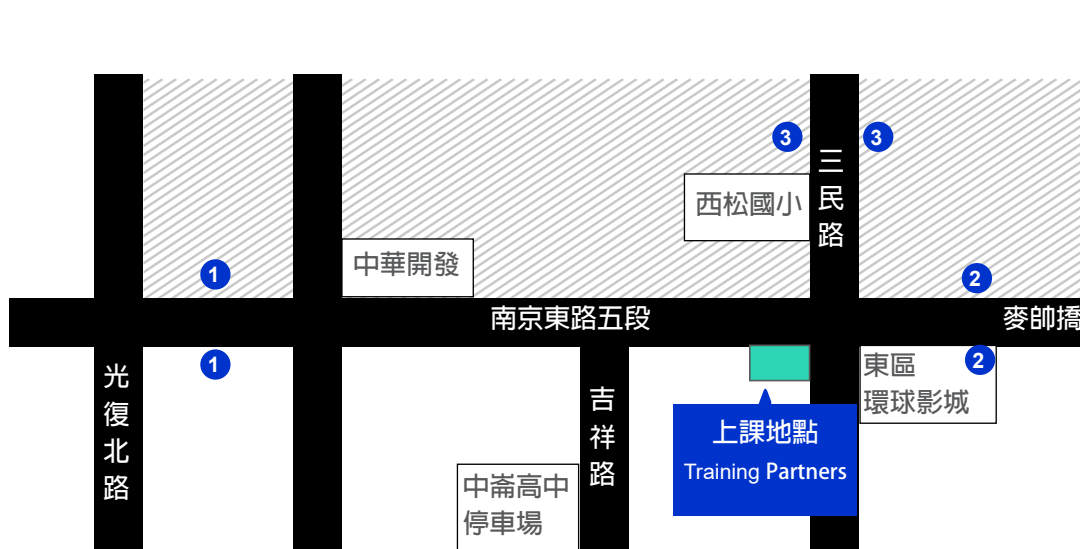 3
3
三民路
西松國小
中華開發
1
2
南京東路五段
麥帥撟
1
光復北路
吉祥路
東區
環球影城
2
上課地點
Training Partners
中崙高中
停車場